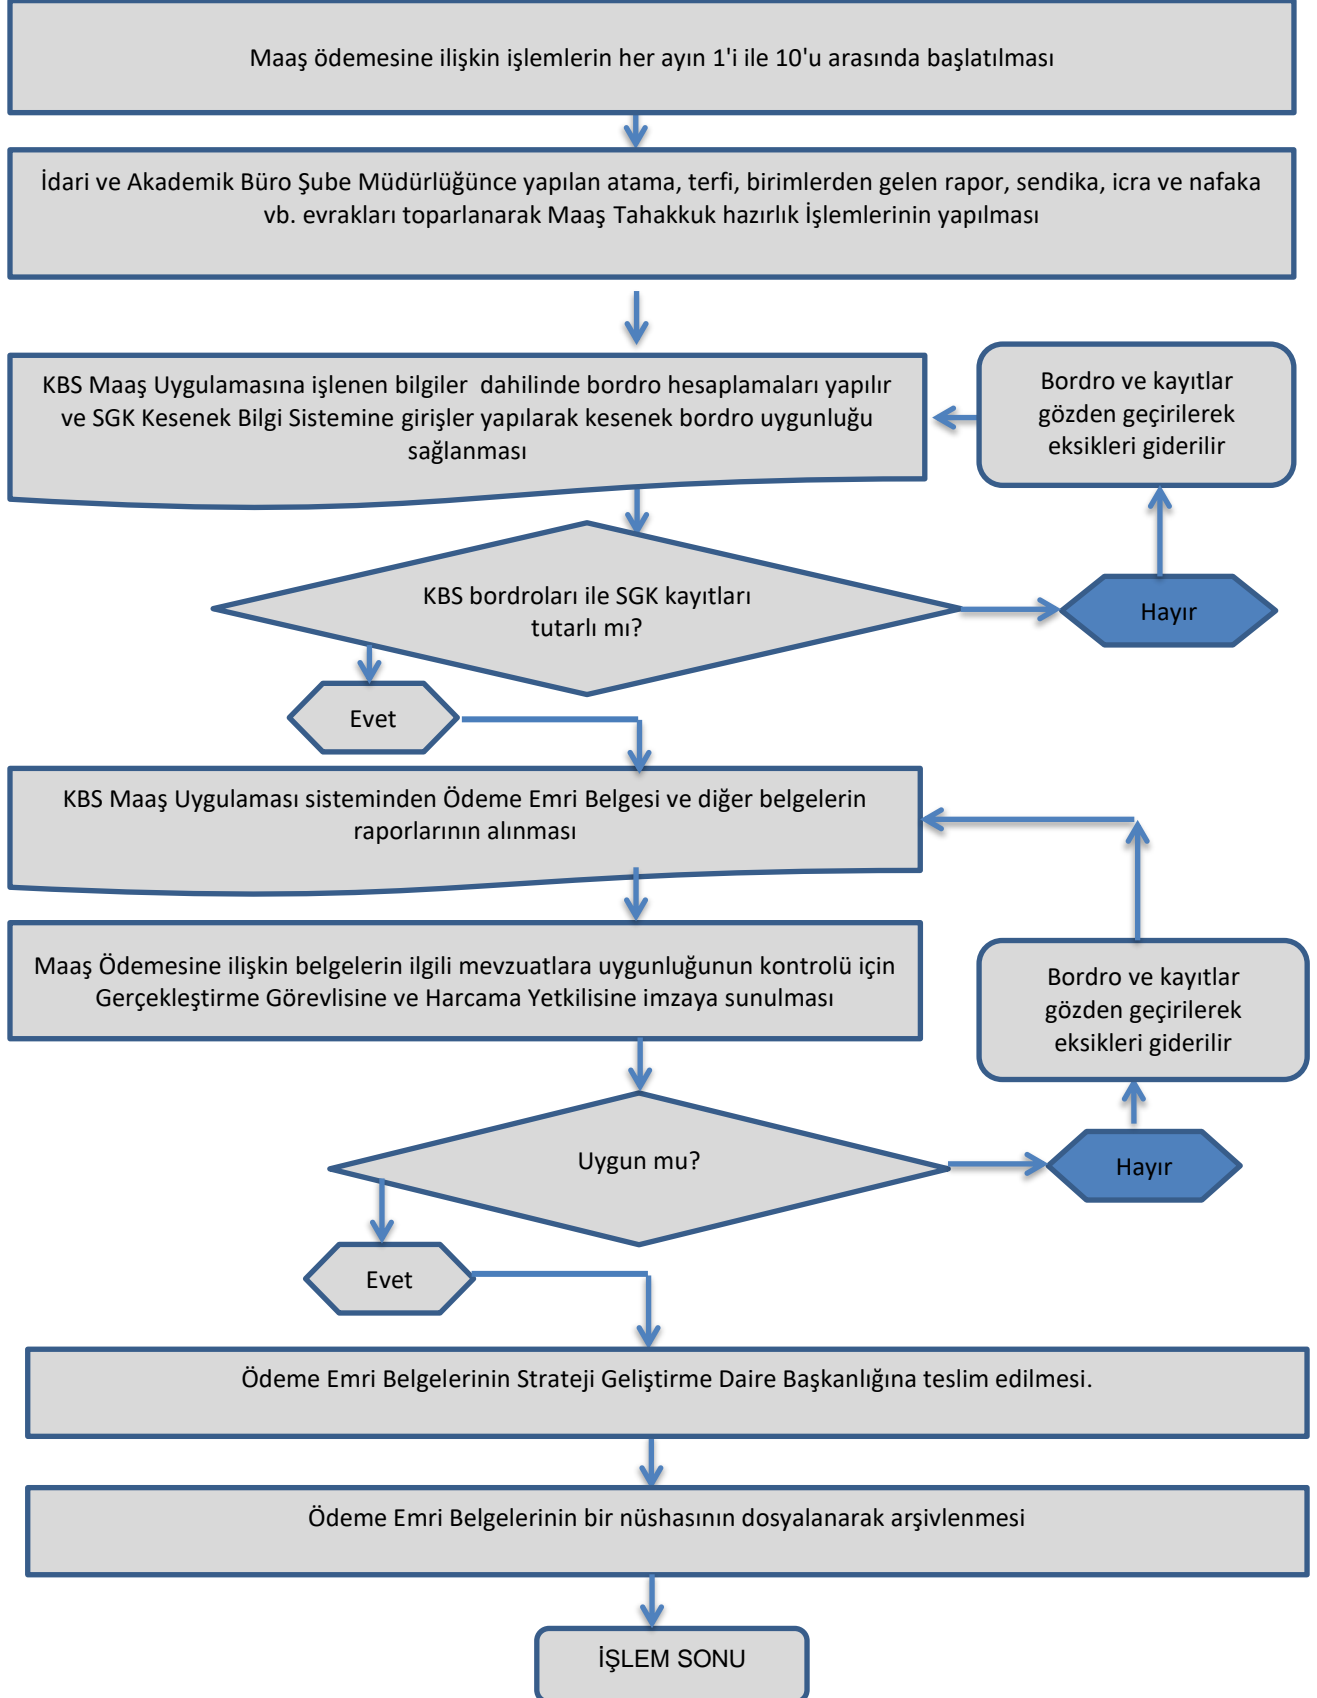 Maaş ödemesine ilişkin işlemlerin her ayın 1'i ile 10'u arasında başlatılması
İdari ve Akademik Büro Şube Müdürlüğünce yapılan atama, terfi, birimlerden gelen rapor, sendika, icra ve nafaka
vb. evrakları toparlanarak Maaş Tahakkuk hazırlık İşlemlerinin yapılması
KBS Maaş Uygulamasına işlenen bilgiler  dahilinde bordro hesaplamaları yapılır
ve SGK Kesenek Bilgi Sistemine girişler yapılarak kesenek bordro uygunluğu
sağlanması
Bordro ve kayıtlar
gözden geçirilerek
eksikleri giderilir
KBS bordroları ile SGK kayıtları
tutarlı mı?
Hayır
Evet
KBS Maaş Uygulaması sisteminden Ödeme Emri Belgesi ve diğer belgelerin
raporlarının alınması
Maaş Ödemesine ilişkin belgelerin ilgili mevzuatlara uygunluğunun kontrolü için
Gerçekleştirme Görevlisine ve Harcama Yetkilisine imzaya sunulması
Bordro ve kayıtlar
gözden geçirilerek
eksikleri giderilir
Uygun mu?
Hayır
Evet
Ödeme Emri Belgelerinin Strateji Geliştirme Daire Başkanlığına teslim edilmesi.
Ödeme Emri Belgelerinin bir nüshasının dosyalanarak arşivlenmesi
İŞLEM SONU